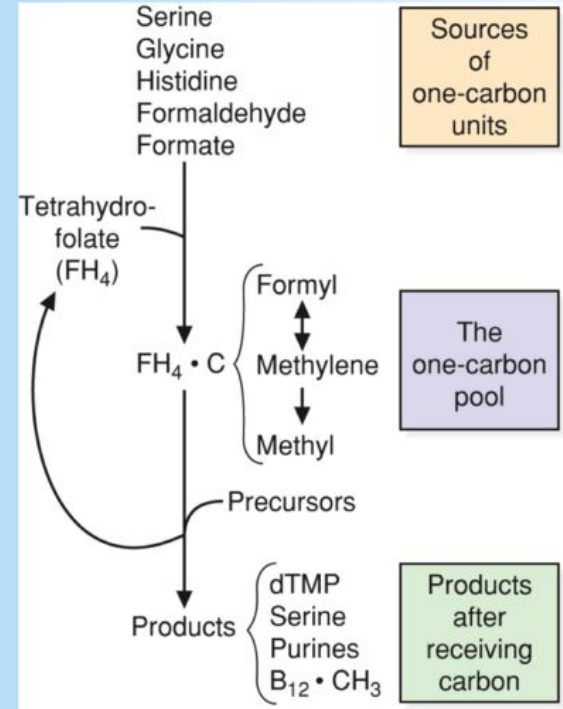 Serine
Glycine
Histidine
Formaldehyde
Formate
Sources
of
one-carbon
units
Tetrahydro-
folate
(FH₄)
FH₄ • C
Formyl
Methylene
Methyl
The
one-carbon
pool
Precursors
Products
dTMP
Serine
Purines
B₁₂ • CH₃
Products
after
receiving
carbon